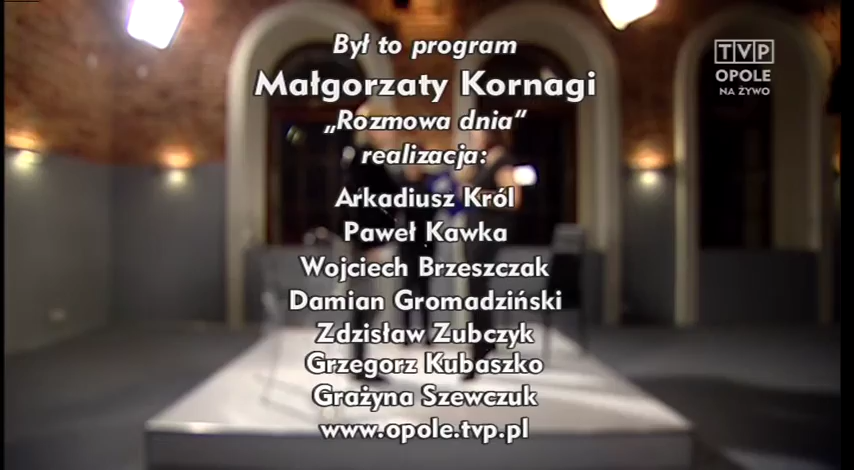 Był to program
Małgorzaty Kornagi
„Rozmowa dnia”
realizacja:
Arkadiusz Król
Paweł Kawka
Wojciech Brzeszczak
Damian Gromadziński
Zdzisław Zubczyk
Grzegorz Kubaszko
Grażyna Szewczuk
www.opole.tvp.pl
TVP
OPOLE
NA ŻYWO